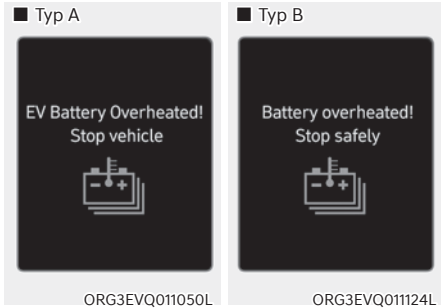 ■ Typ A
EV Battery Overheated!
Stop vehicle
ORG3EVQ011050L
■ Typ B
Battery overheated!
Stop safely
ORG3EVQ011124L